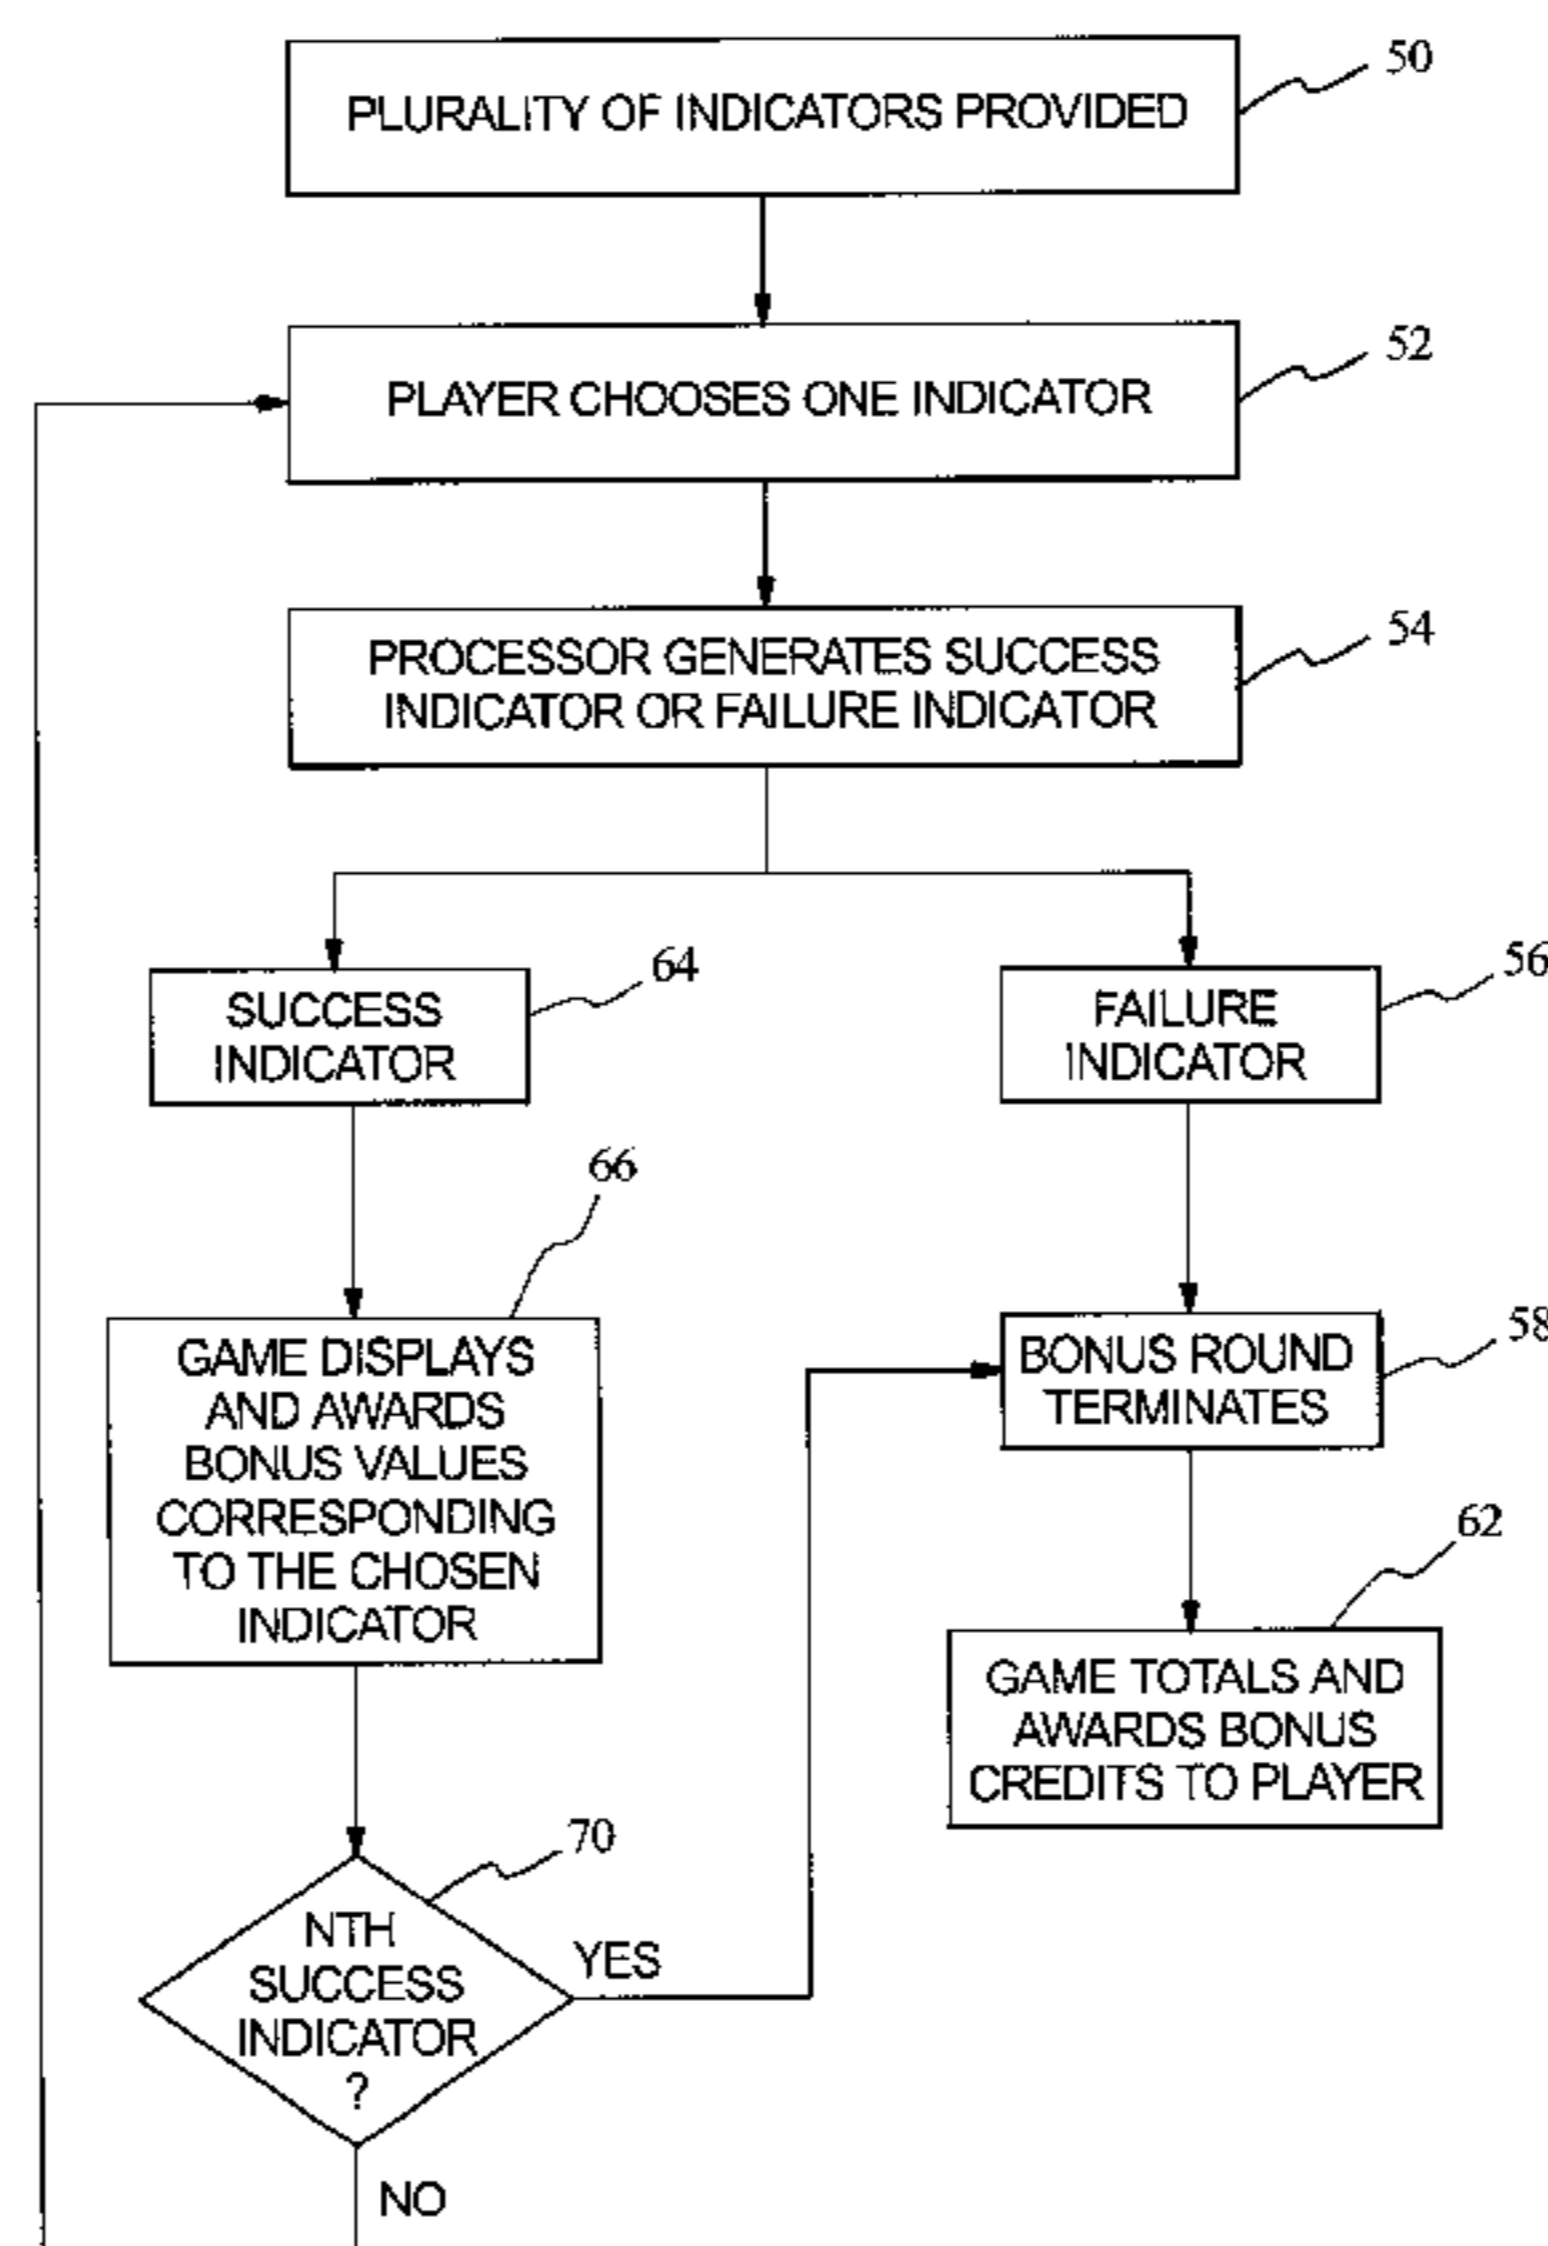 50
PLURALITY OF INDICATORS PROVIDED
52
PLAYER CHOOSES ONE INDICATOR
54
PROCESSOR GENERATES SUCCESS
INDICATOR OR FAILURE INDICATOR
64
SUCCESS
INDICATOR
56
FAILURE
INDICATOR
66
GAME DISPLAYS
AND AWARDS
BONUS VALUES
CORRESPONDING
TO THE CHOSEN
INDICATOR
58
BONUS ROUND
TERMINATES
62
GAME TOTALS AND
AWARDS BONUS
CREDITS TO PLAYER
70
NTH
SUCCESS
INDICATOR
?
YES
NO